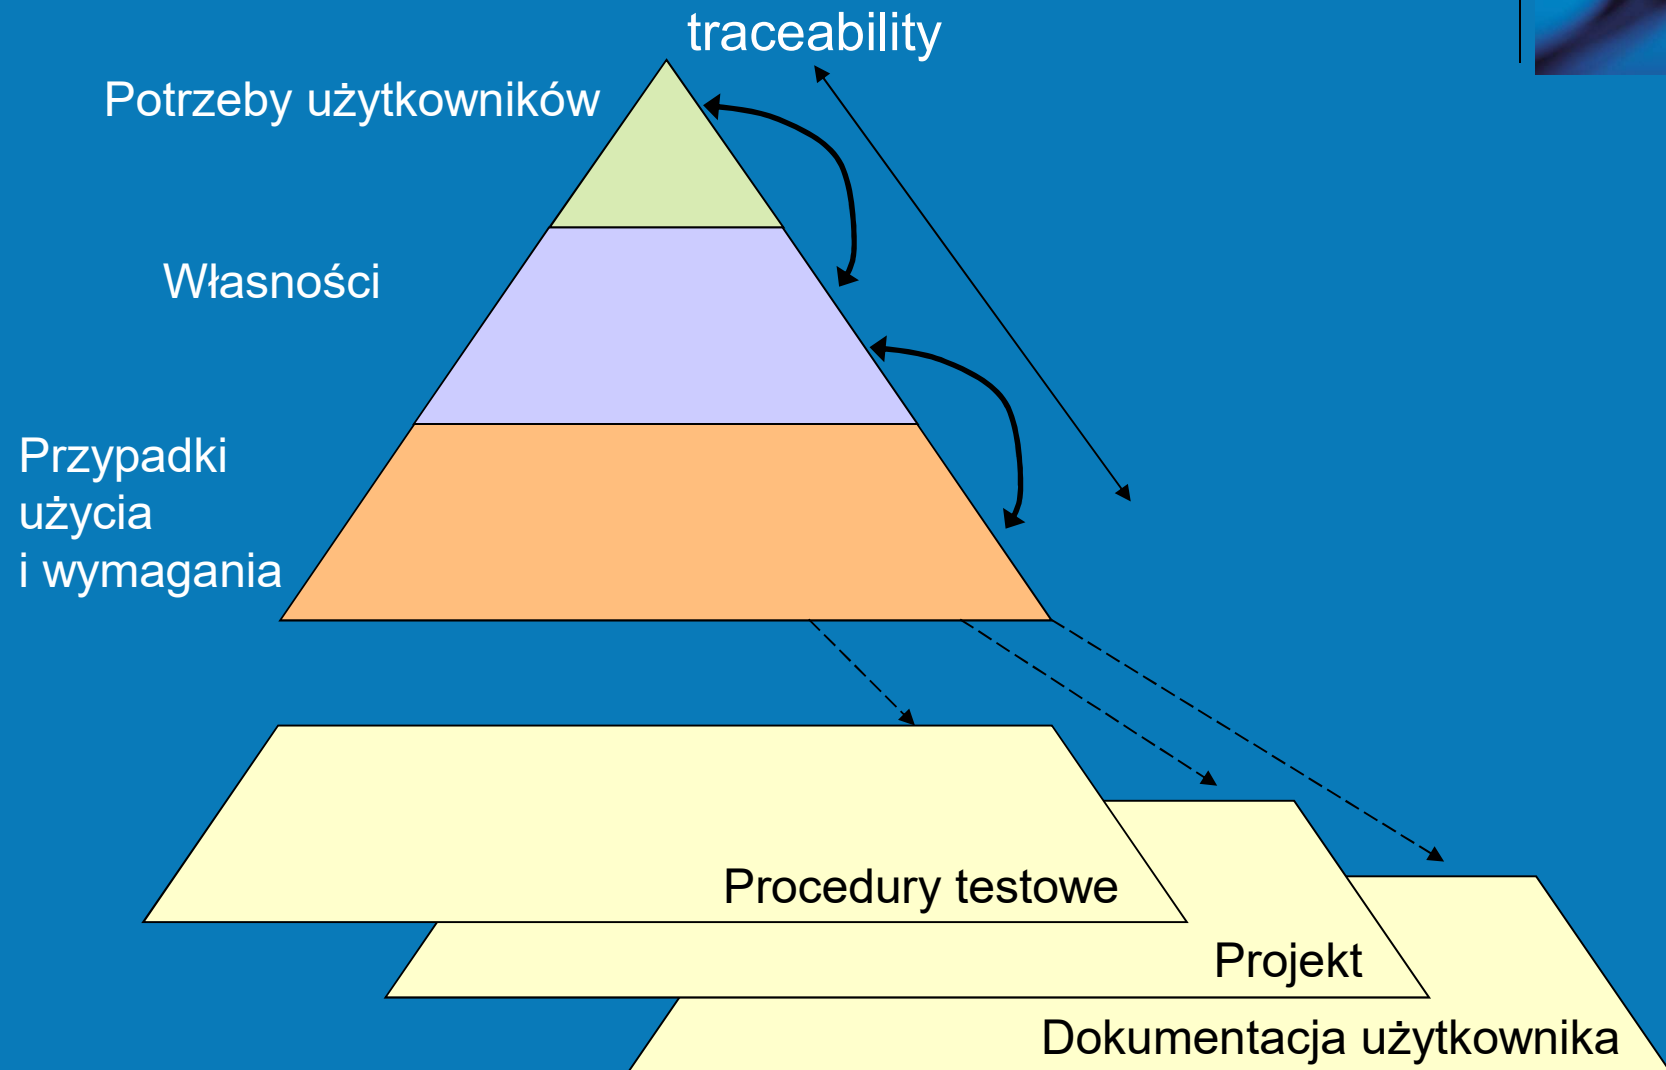 traceability
Potrzeby użytkowników
Własności
Przypadki
użycia
i wymagania
Procedury testowe
Projekt
Dokumentacja użytkownika